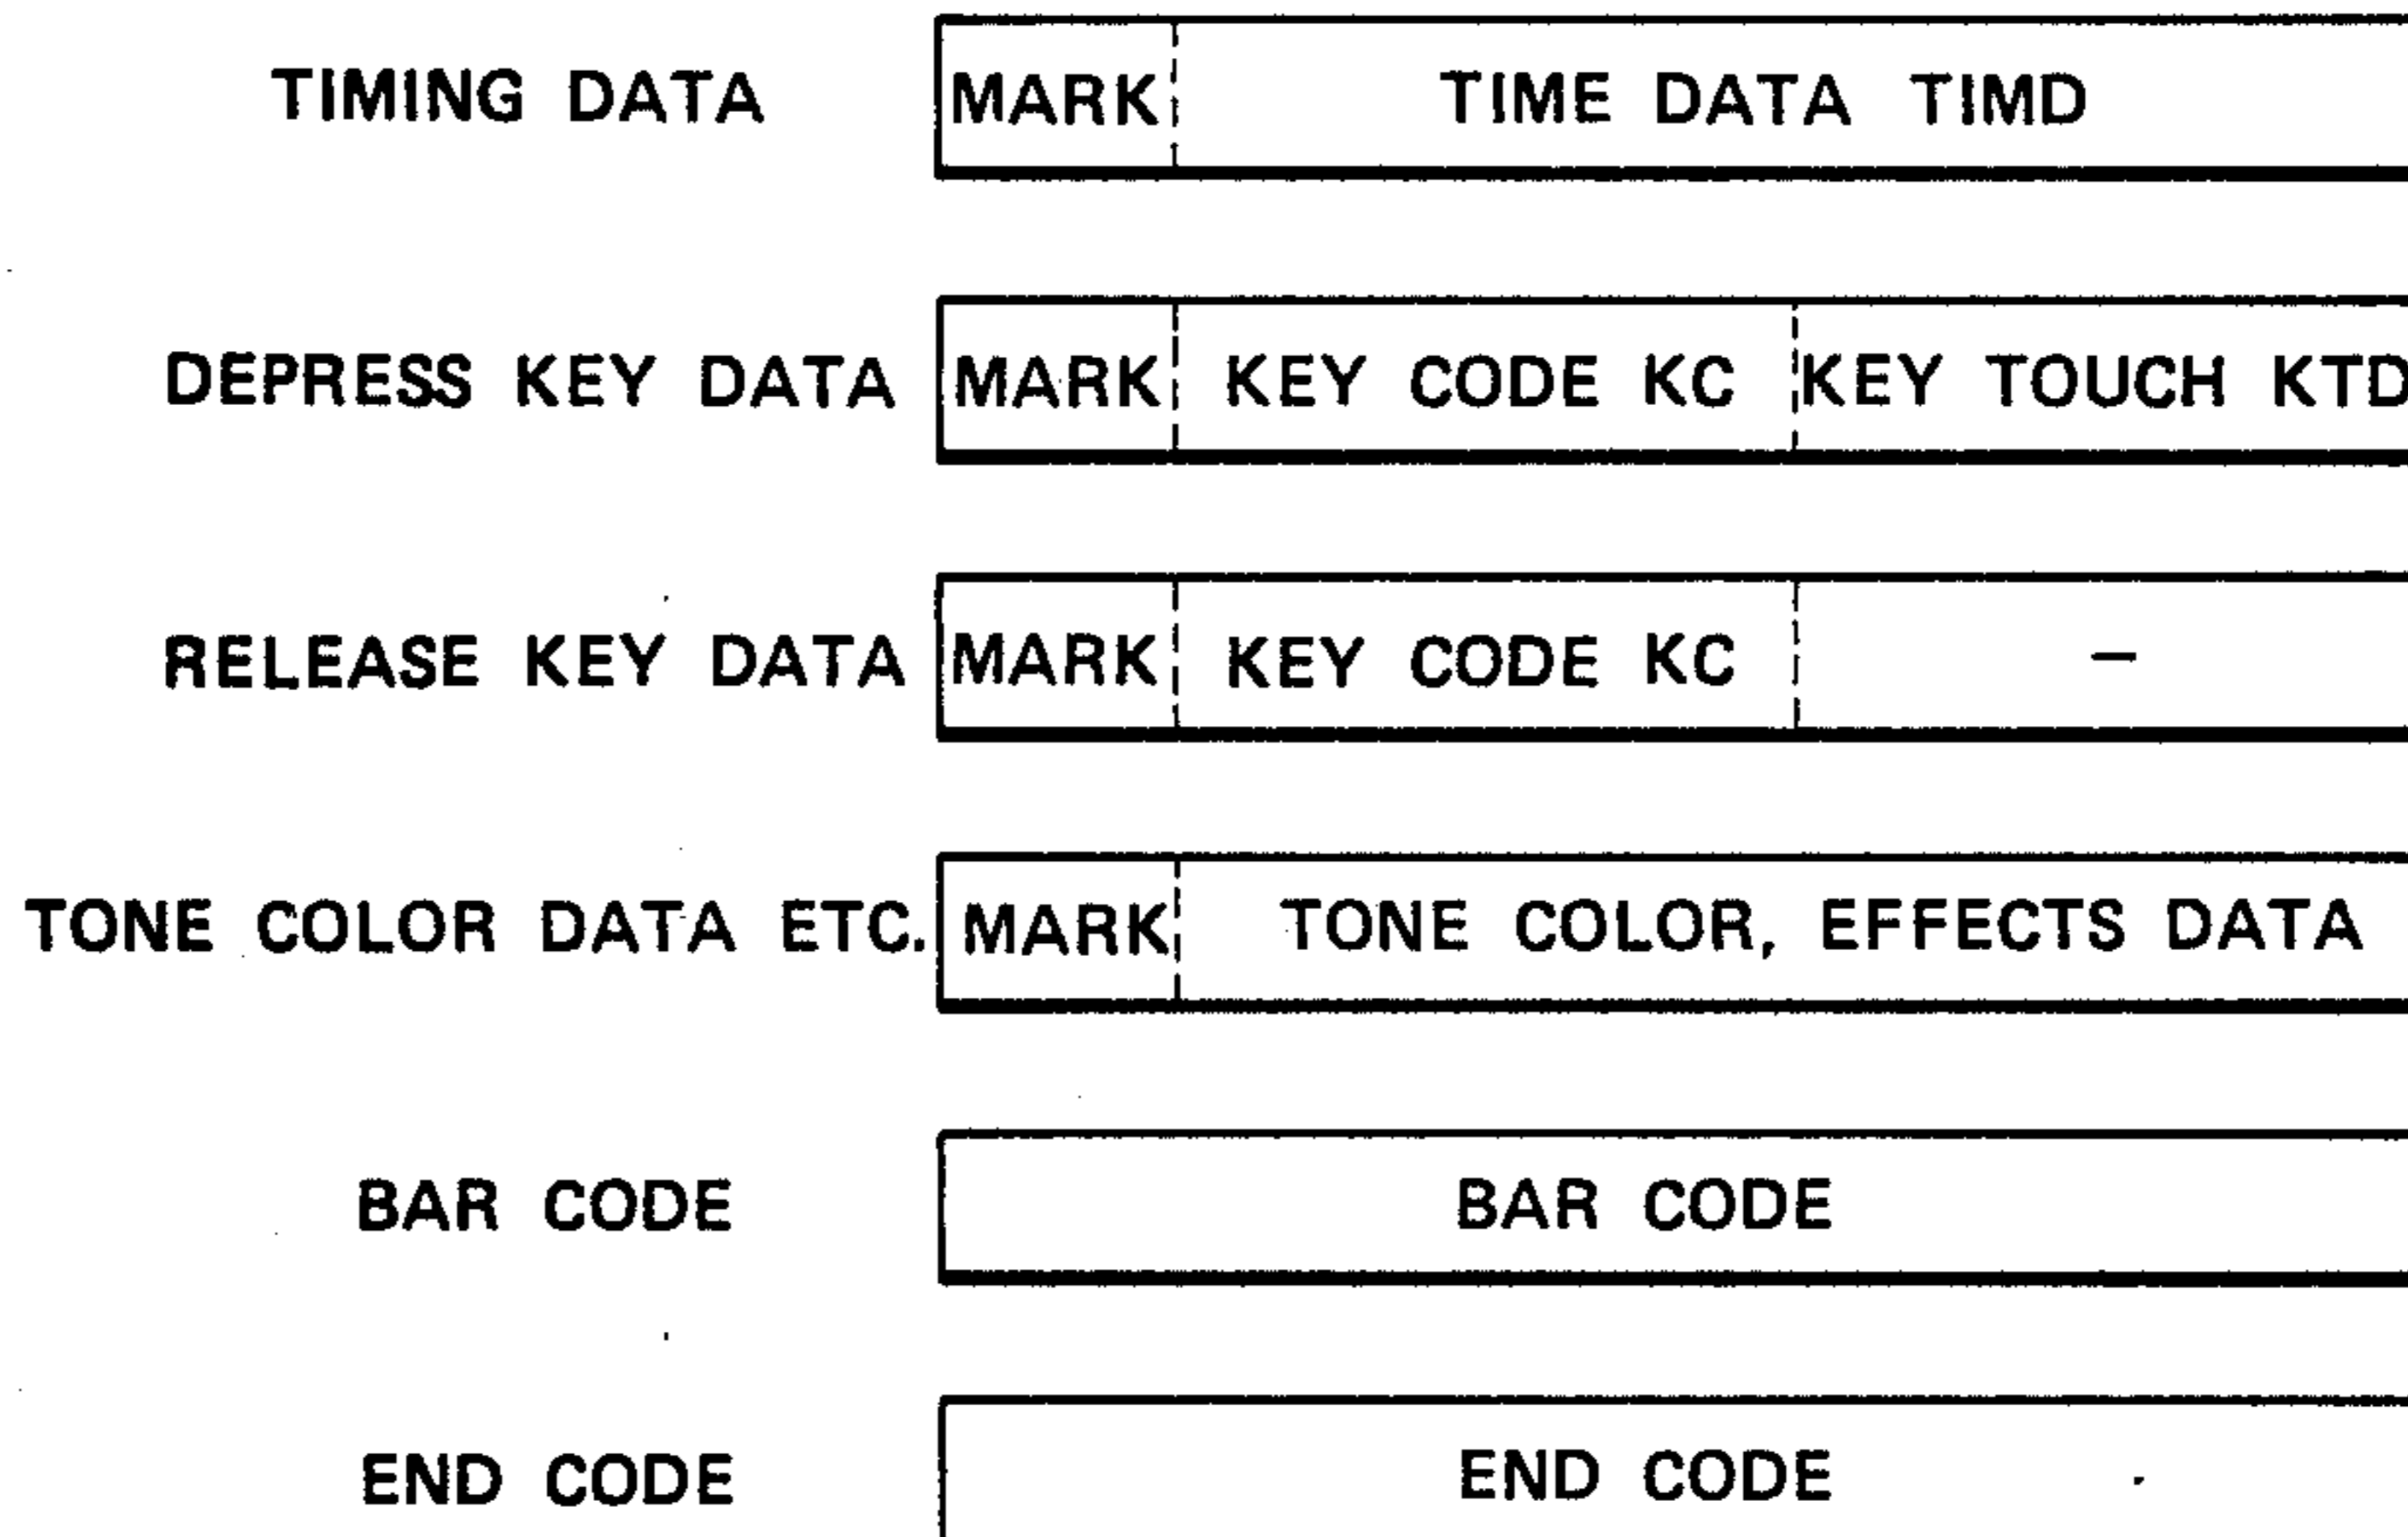 TIMING DATA MARK TIME DATA TIMD
DEPRESS KEY DATA MARK KEY CODE KC KEY TOUCH KTD
RELEASE KEY DATA MARK KEY CODE KC –
TONE COLOR DATA ETC. MARK TONE COLOR, EFFECTS DATA
BAR CODE BAR CODE
END CODE END CODE